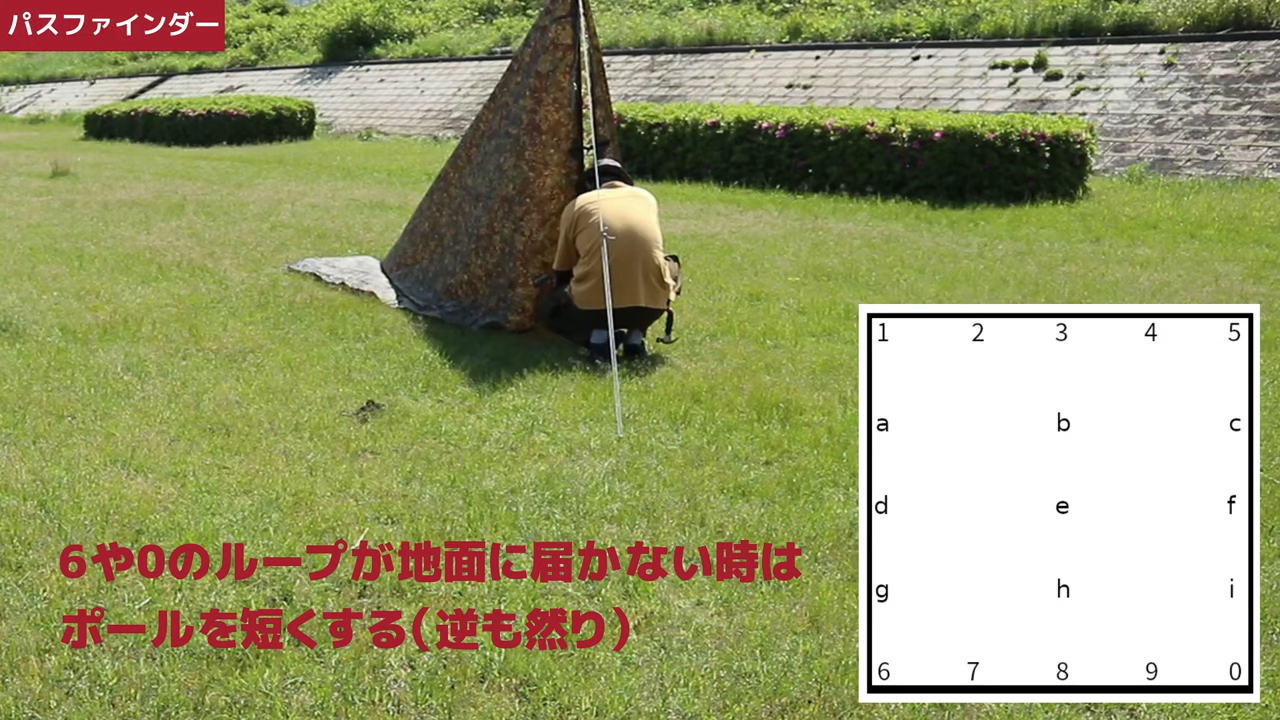 パスファインダー
1 2 3 4 5
a b c
d e f
g h i
6 7 8 9 0
6や0のループが地面に届かない時は
ポールを短くする(逆も然り)